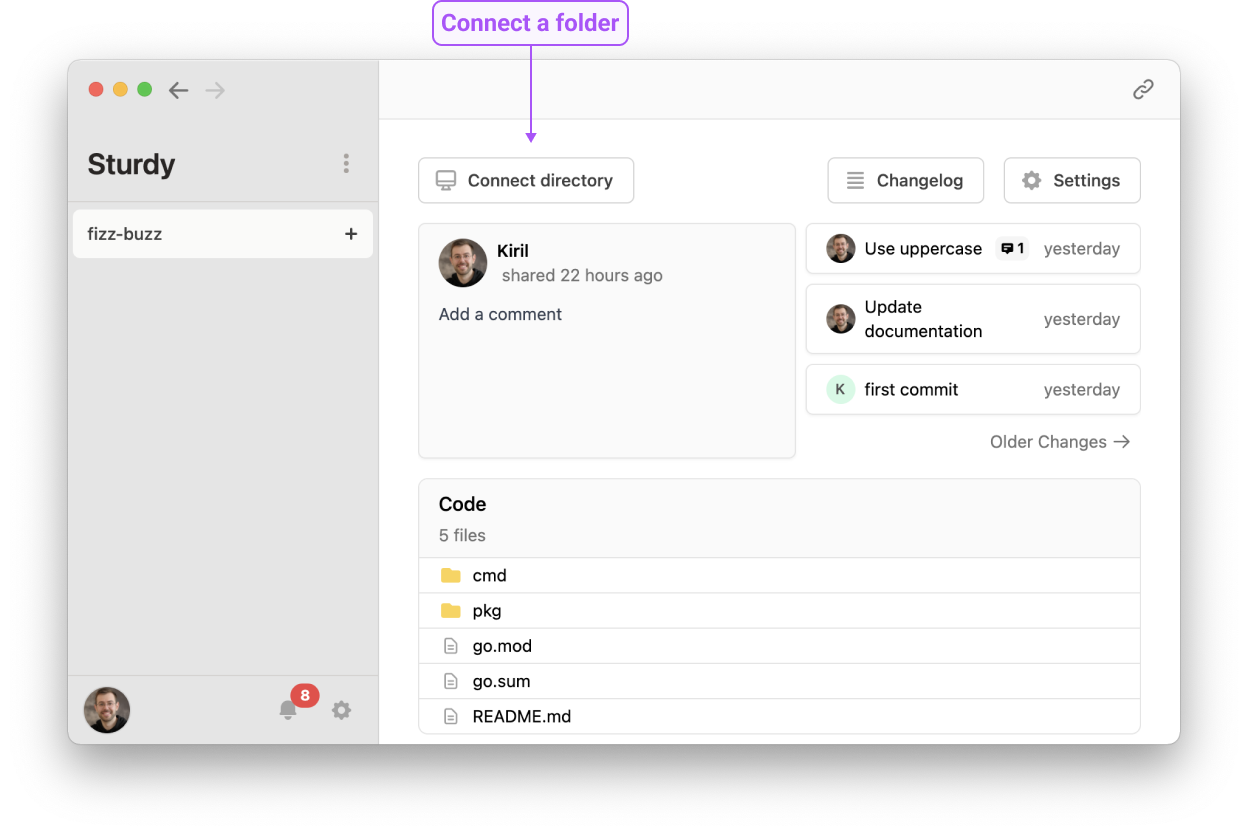 Connect a folder
Sturdy
fizz-buzz
+
8
Connect directory
Changelog
Settings
Kiril
shared 22 hours ago
Add a comment
Use uppercase 1 yesterday
Update
documentation
yesterday
K first commit yesterday
Older Changes →
Code
5 files
cmd
pkg
go.mod
go.sum
README.md